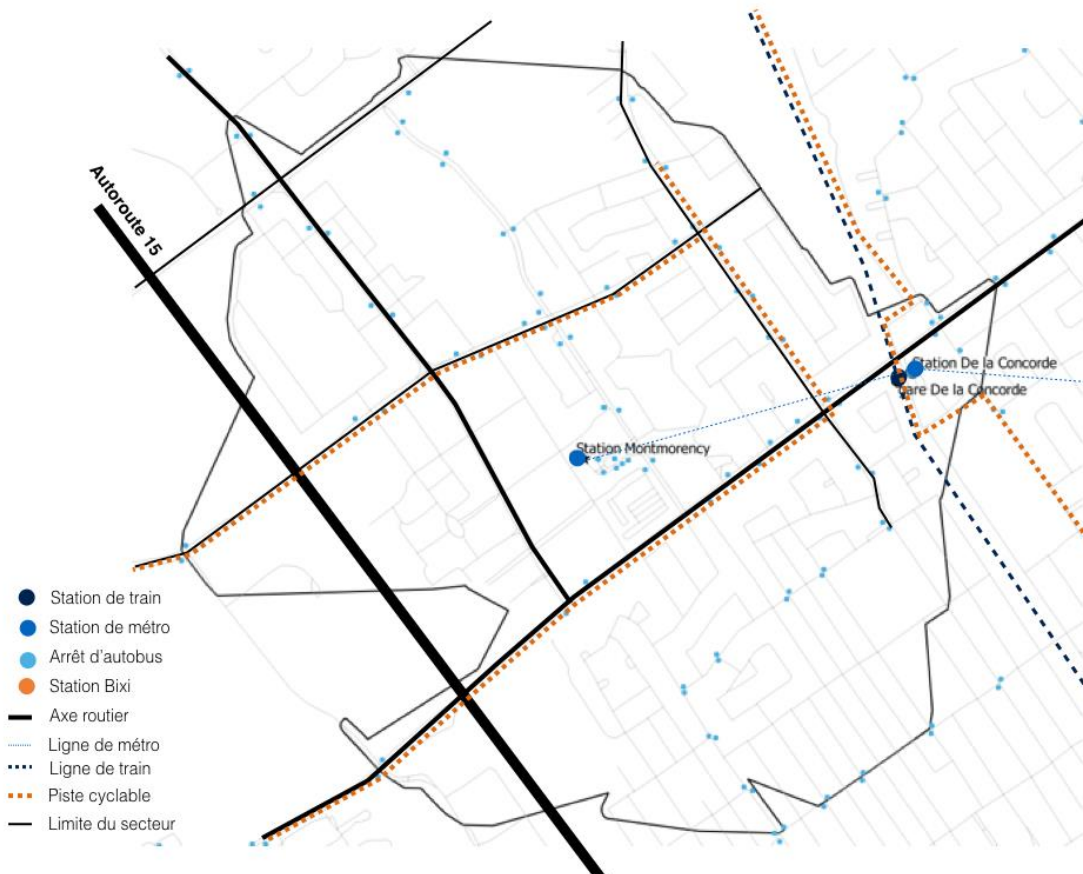 Autoroute 15
Station De la Concorde
gare De la Concorde
Station Montmorency
Station de train
Station de métro
Arrêt d'autobus
Station Bixi
Axe routier
Ligne de métro
Ligne de train
Piste cyclable
Limite du secteur